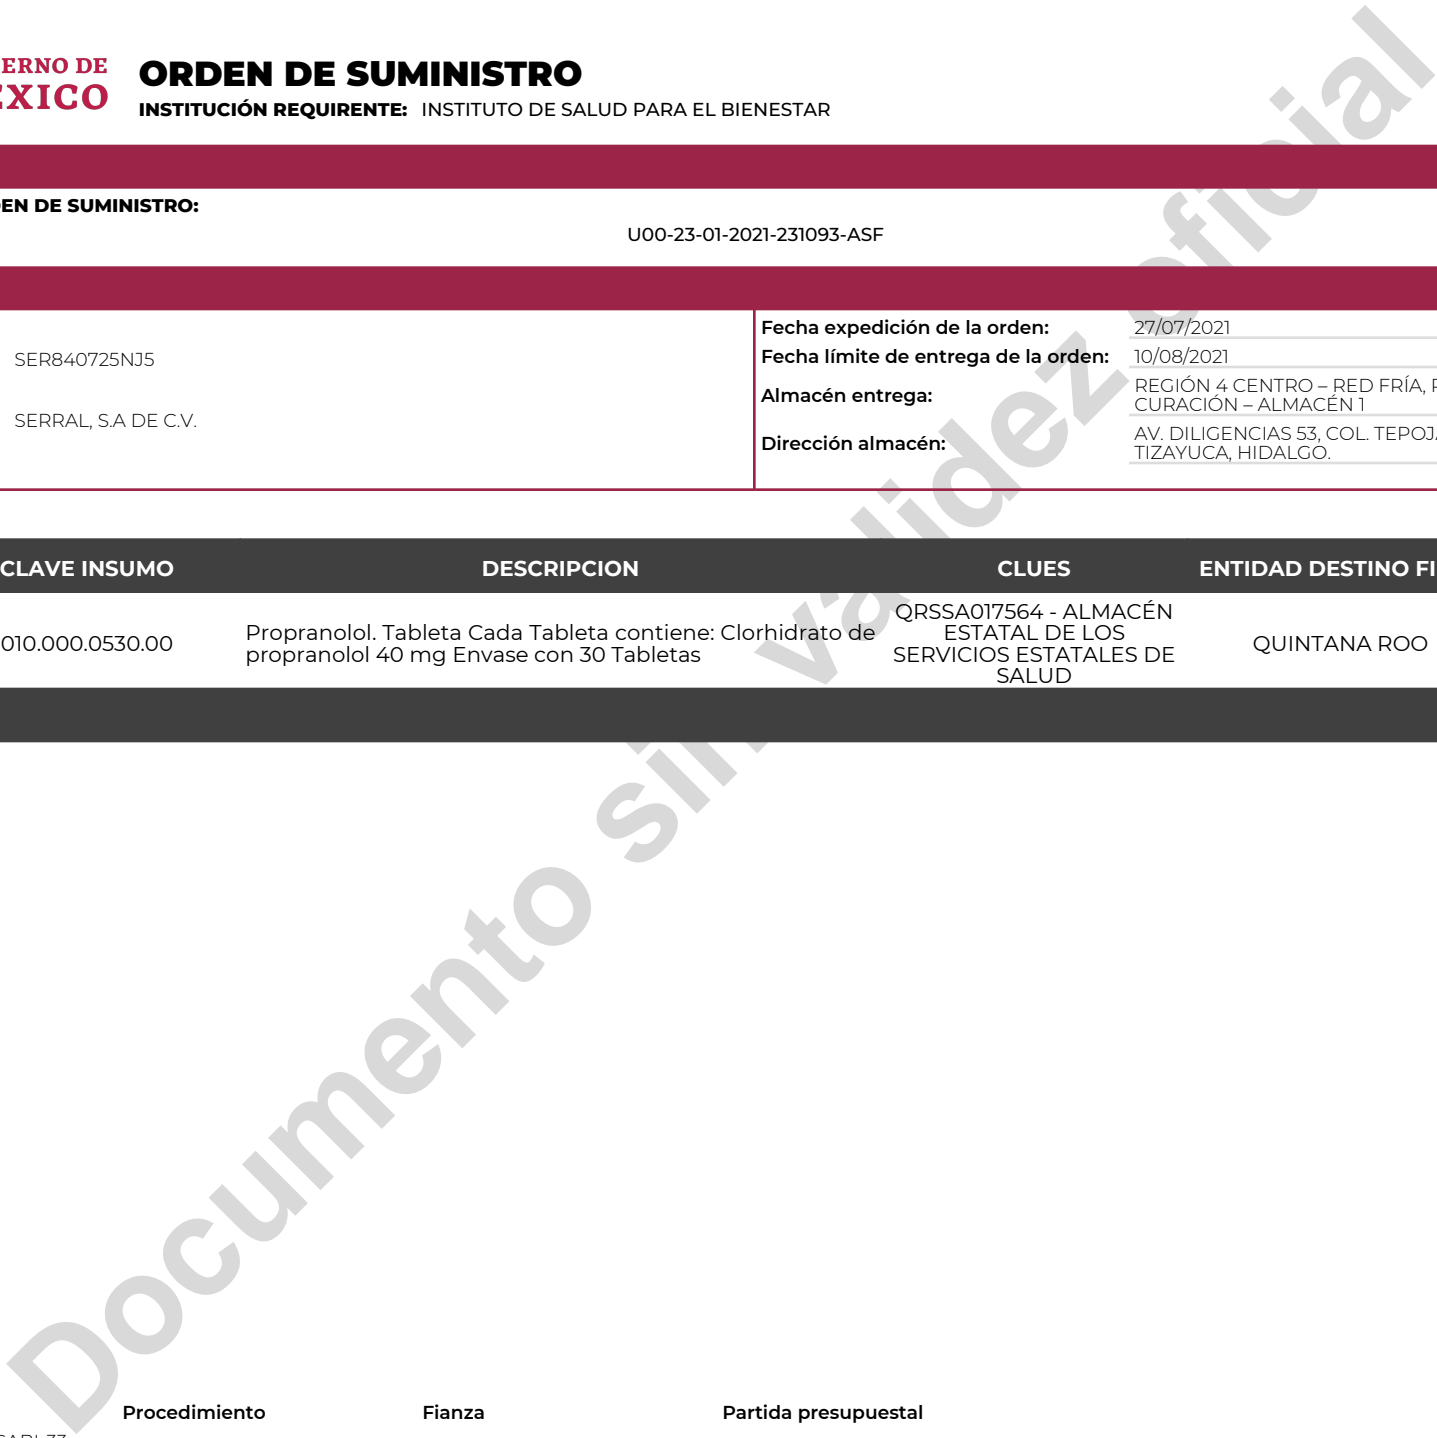 ERNO DE
EXICO
ORDEN DE SUMINISTRO
INSTITUCIÓN REQUIRENTE: INSTITUTO DE SALUD PARA EL BIENESTAR
EN DE SUMINISTRO:
U00-23-01-2021-231093-ASF
SER840725NJ5
SERRAL, S.A DE C.V.
Fecha expedición de la orden: 27/07/2021
Fecha límite de entrega de la orden: 10/08/2021
Almacén entrega: REGIÓN 4 CENTRO – RED FRÍA,
CURACIÓN – ALMACÉN 1
Dirección almacén: AV. DILIGENCIAS 53, COL. TEPOJ
TIZAYUCA, HIDALGO.
CLAVE INSUMO DESCRIPCION CLUES ENTIDAD DESTINO FI
010.000.0530.00
Propranolol. Tableta Cada Tableta contiene: Clorhidrato de
propranolol 40 mg Envase con 30 Tabletas
QRSSA017564 - ALMACÉN
ESTATAL DE LOS
SERVICIOS ESTATALES DE
SALUD
QUINTANA ROO
Documento sin validez oficial
Procedimiento Fianza Partida presupuestal